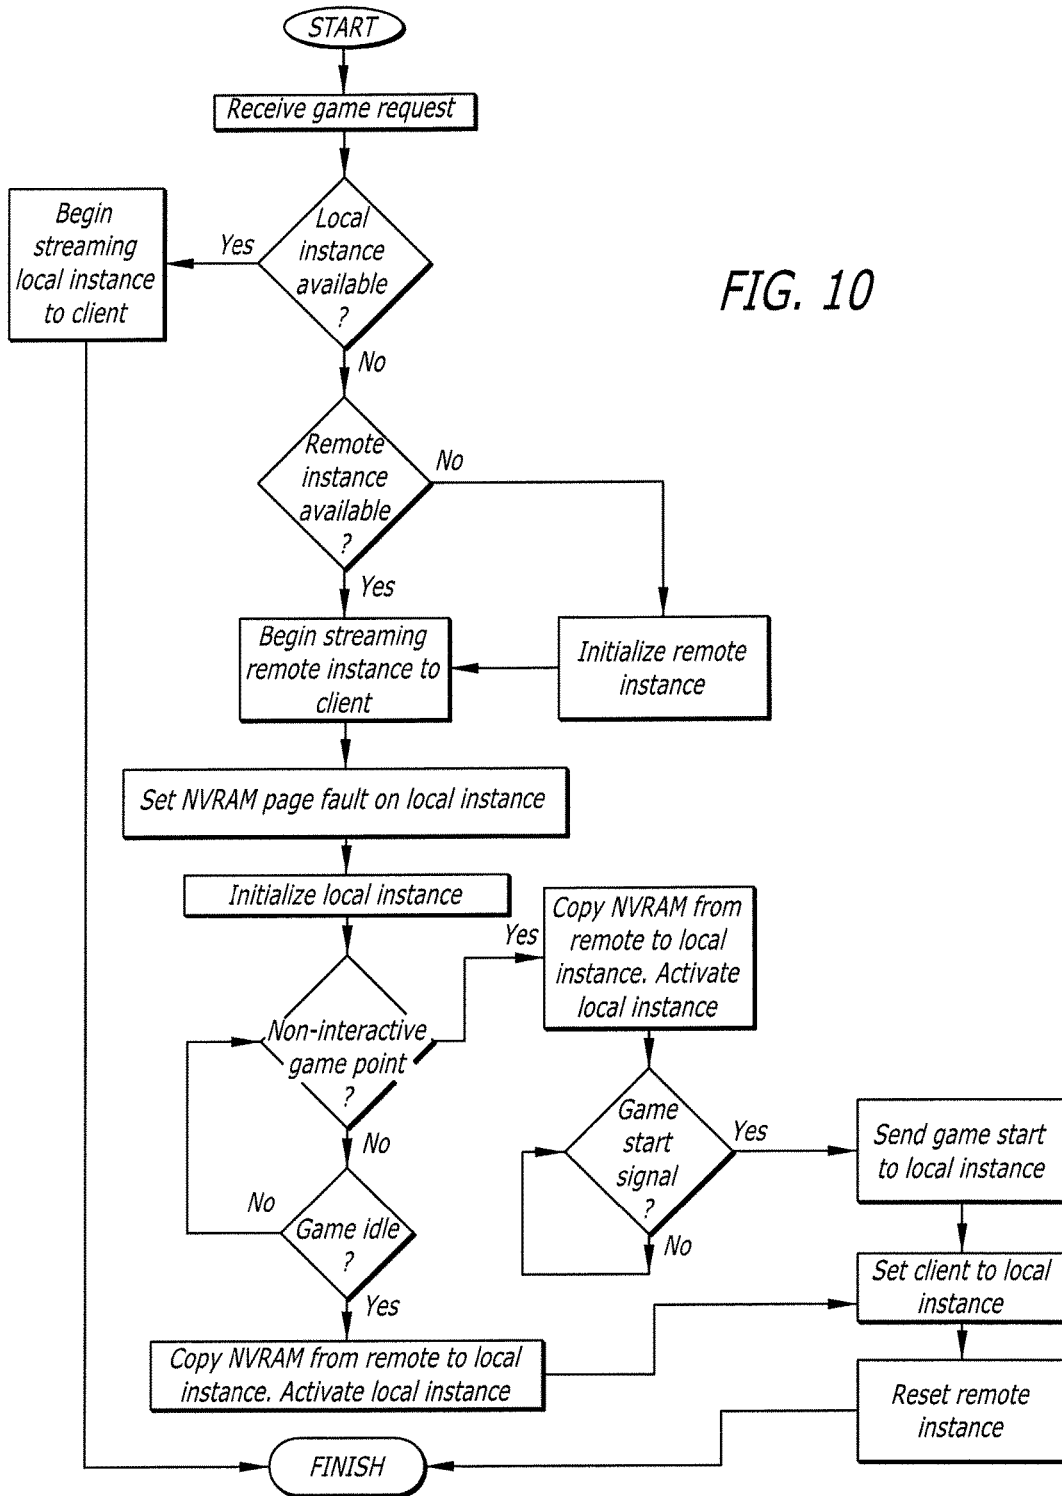 START
Receive game request
Local
instance
available
?
Yes
Begin
streaming
local instance
to client
FIG. 10
No
Remote
instance
available
?
No
Yes
Begin streaming
remote instance to
client
Initialize remote
instance
Set NVRAM page fault on local instance
Initialize local instance
Non-interactive
game point
?
Yes
Copy NVRAM from
remote to local
instance. Activate
local instance
No
Game idle
?
No
Yes
Game
start
signal
?
Yes
No
Send game start
to local instance
Set client to local
instance
Copy NVRAM from remote to local
instance. Activate local instance
Reset remote
instance
FINISH